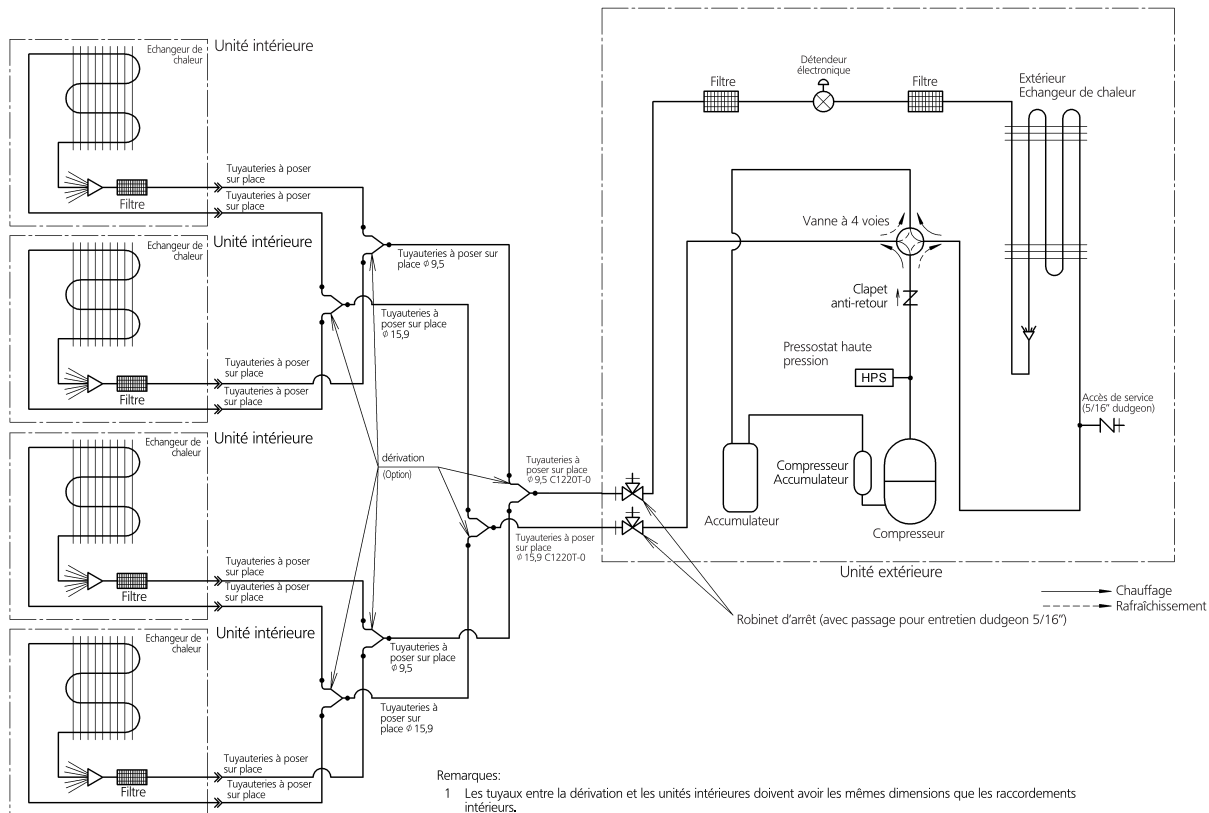 Echangeur de
chaleur
Unité intérieure
Filtre
Tuyauteries à poser
sur place
Tuyauteries à poser
sur place
Echangeur de
chaleur
Unité intérieure
Filtre
Tuyauteries à poser
sur place
Tuyauteries à poser
sur place
Echangeur de
chaleur
Unité intérieure
Filtre
Tuyauteries à poser
sur place
Tuyauteries à poser
sur place
Echangeur de
chaleur
Unité intérieure
Filtre
Tuyauteries à poser
sur place
Tuyauteries à poser
sur place
Tuyauteries à poser sur
place ϕ 9,5
Tuyauteries à
poser sur place
ϕ 15,9
dérivation
(Option)
Tuyauteries à
poser sur place
ϕ 9,5 C1220T-0
Tuyauteries à poser
sur place
ϕ 15,9 C1220T-0
Tuyauteries à
poser sur place
ϕ 9,5
Tuyauteries à
poser sur
place ϕ 15,9
Filtre
Détendeur
électronique
Filtre
Extérieur
Echangeur de chaleur
Vanne à 4 voies
Clapet
anti-retour
Pressostat haute
pression
HPS
Accès de service
(5/16” dudgeon)
Compresseur
Accumulateur
Accumulateur
Compresseur
Unité extérieure
Chauffage
Rafraîchissement
Robinet d’arrêt (avec passage pour entretien dudgeon 5/16”)
Remarques:
1 Les tuyaux entre la dérivation et les unités intérieures doivent avoir les mêmes dimensions que les raccordements
intérieurs.